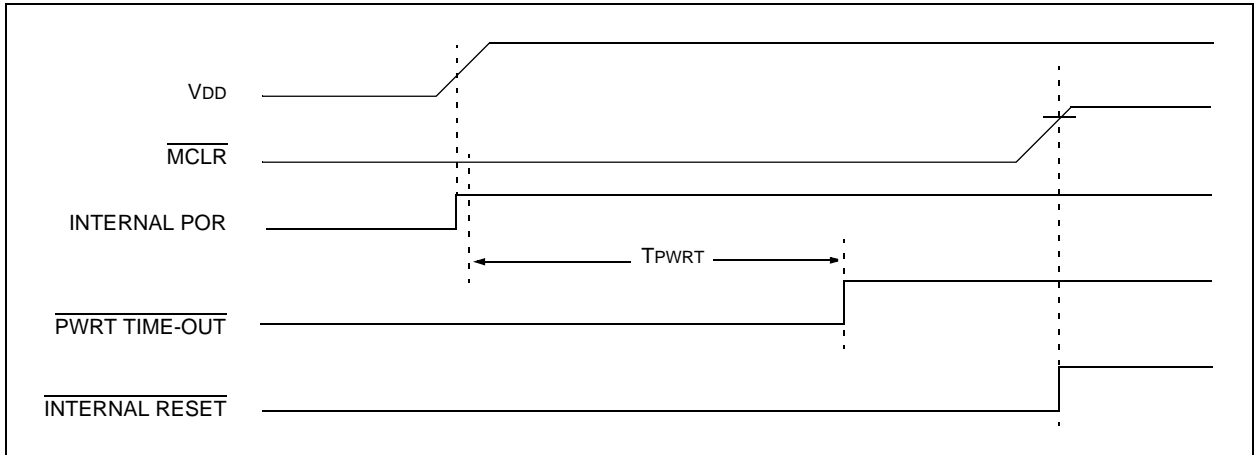 VDD
MCLR
INTERNAL POR
TPWRT
PWRT TIME-OUT
INTERNAL RESET